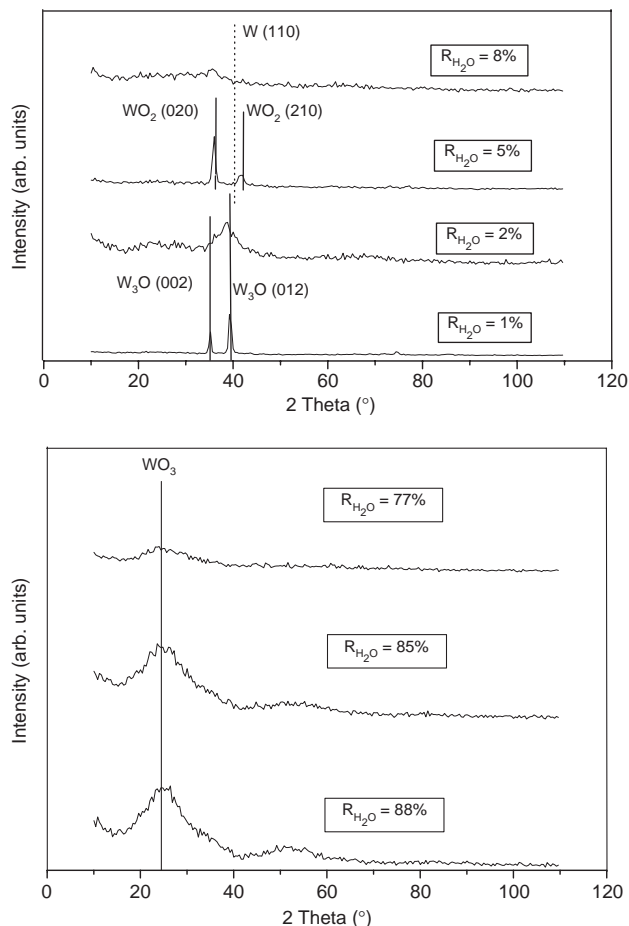 W (110)
R_H₂O = 8%
WO₂ (020)
WO₂ (210)
R_H₂O = 5%
R_H₂O = 2%
W₃O (002)
W₃O (012)
R_H₂O = 1%
Intensity (arb. units)
0 20 40 60 80 100 120
2 Theta (°)
WO₃
R_H₂O = 77%
R_H₂O = 85%
R_H₂O = 88%
Intensity (arb. units)
0 20 40 60 80 100 120
2 Theta (°)